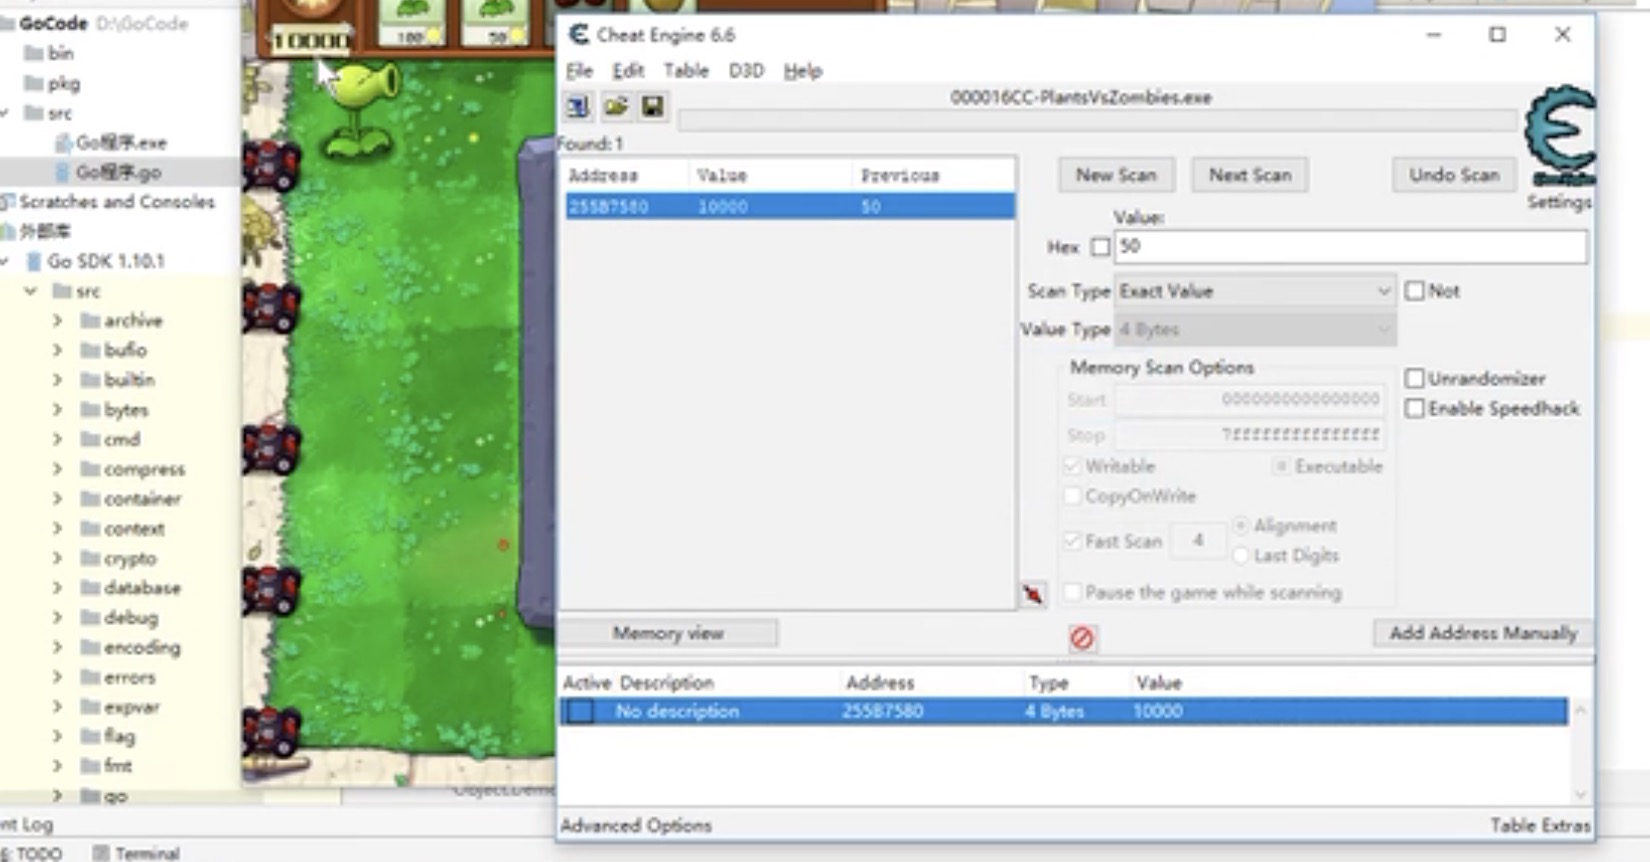 GoCode D:\GoCode
bin
pkg
src
Go程序.exe
Go程序.go
Scratches and Consoles
外部库
Go SDK 1.10.1
src
archive
bufio
builtin
bytes
cmd
compress
container
context
crypto
database
debug
encoding
errors
expvar
flag
fmt
go
nt Log
6: TODO Terminal
10000
100 50
Cheat Engine 6.6
File Edit Table D3D Help
000016CC-PlantsVsZombies.exe
Found: 1
Address Value Previous
255B7580 10000 50
New Scan Next Scan Undo Scan
Settings
Value:
Hex 50
Scan Type Exact Value Not
Value Type 4 Bytes
Memory Scan Options
Start 0000000000000000
Stop 7fffffffffffffff
Unrandomizer
Enable Speedhack
Writable Executable
CopyOnWrite
Fast Scan 4 Alignment
Last Digits
Pause the game while scanning
Memory view Add Address Manually
Active Description Address Type Value
No description 255B7580 4 Bytes 10000
Advanced Options Table Extras